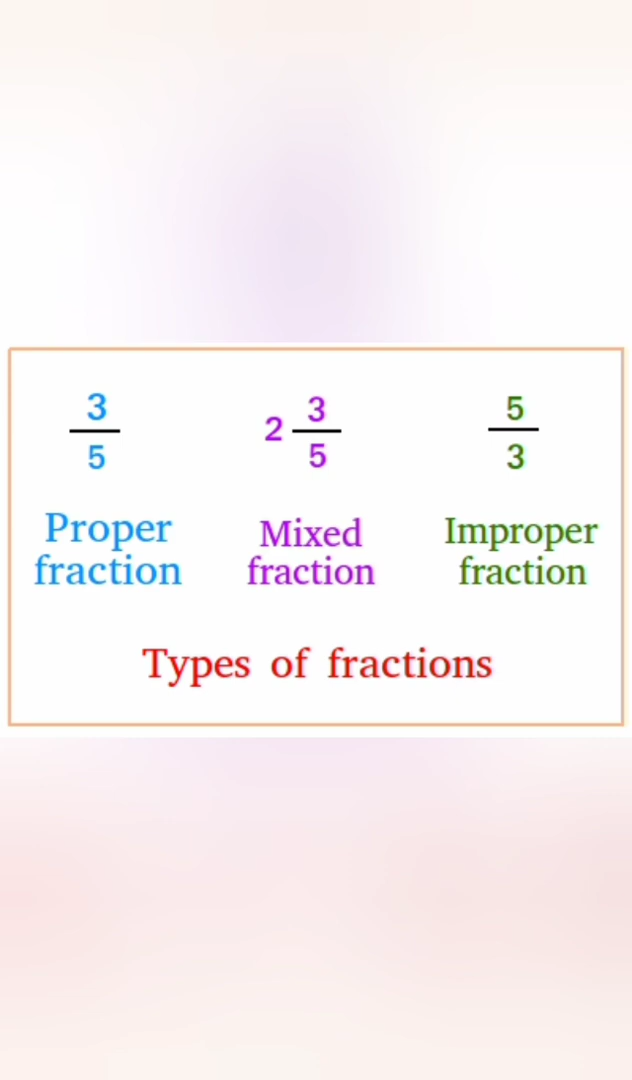 3/5 2 3/5 5/3
Proper fraction
Mixed fraction
Improper fraction
Types of fractions